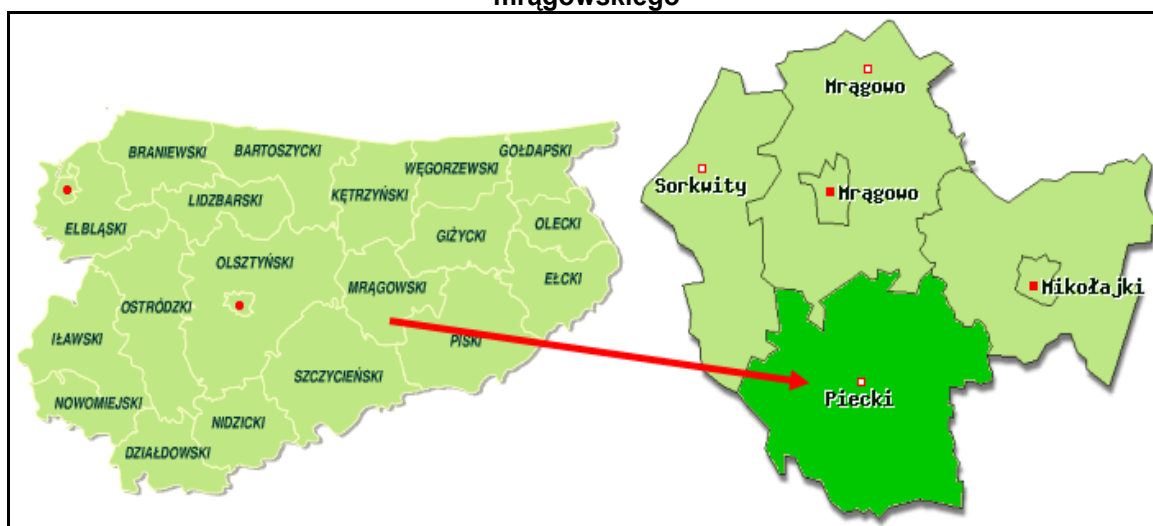 mrągowskiego
BRANIEWSKI
BARTOSZYCKI
GOŁDAPSKI
WĘGORZEWSKI
KĘTRZYŃSKI
LIDZBARSKI
ELBLĄSKI
OLECKI
GIŻYCKI
OLSZTYŃSKI
EŁCKI
MRĄGOWSKI
OSTRÓDZKI
IŁAWSKI
PISKI
SZCZYCIEŃSKI
NOWOMIEJSKI
NIDZICKI
DZIAŁDOWSKI
Mrągowo
Sorkwity
Mrągowo
Mikołajki
Piecki